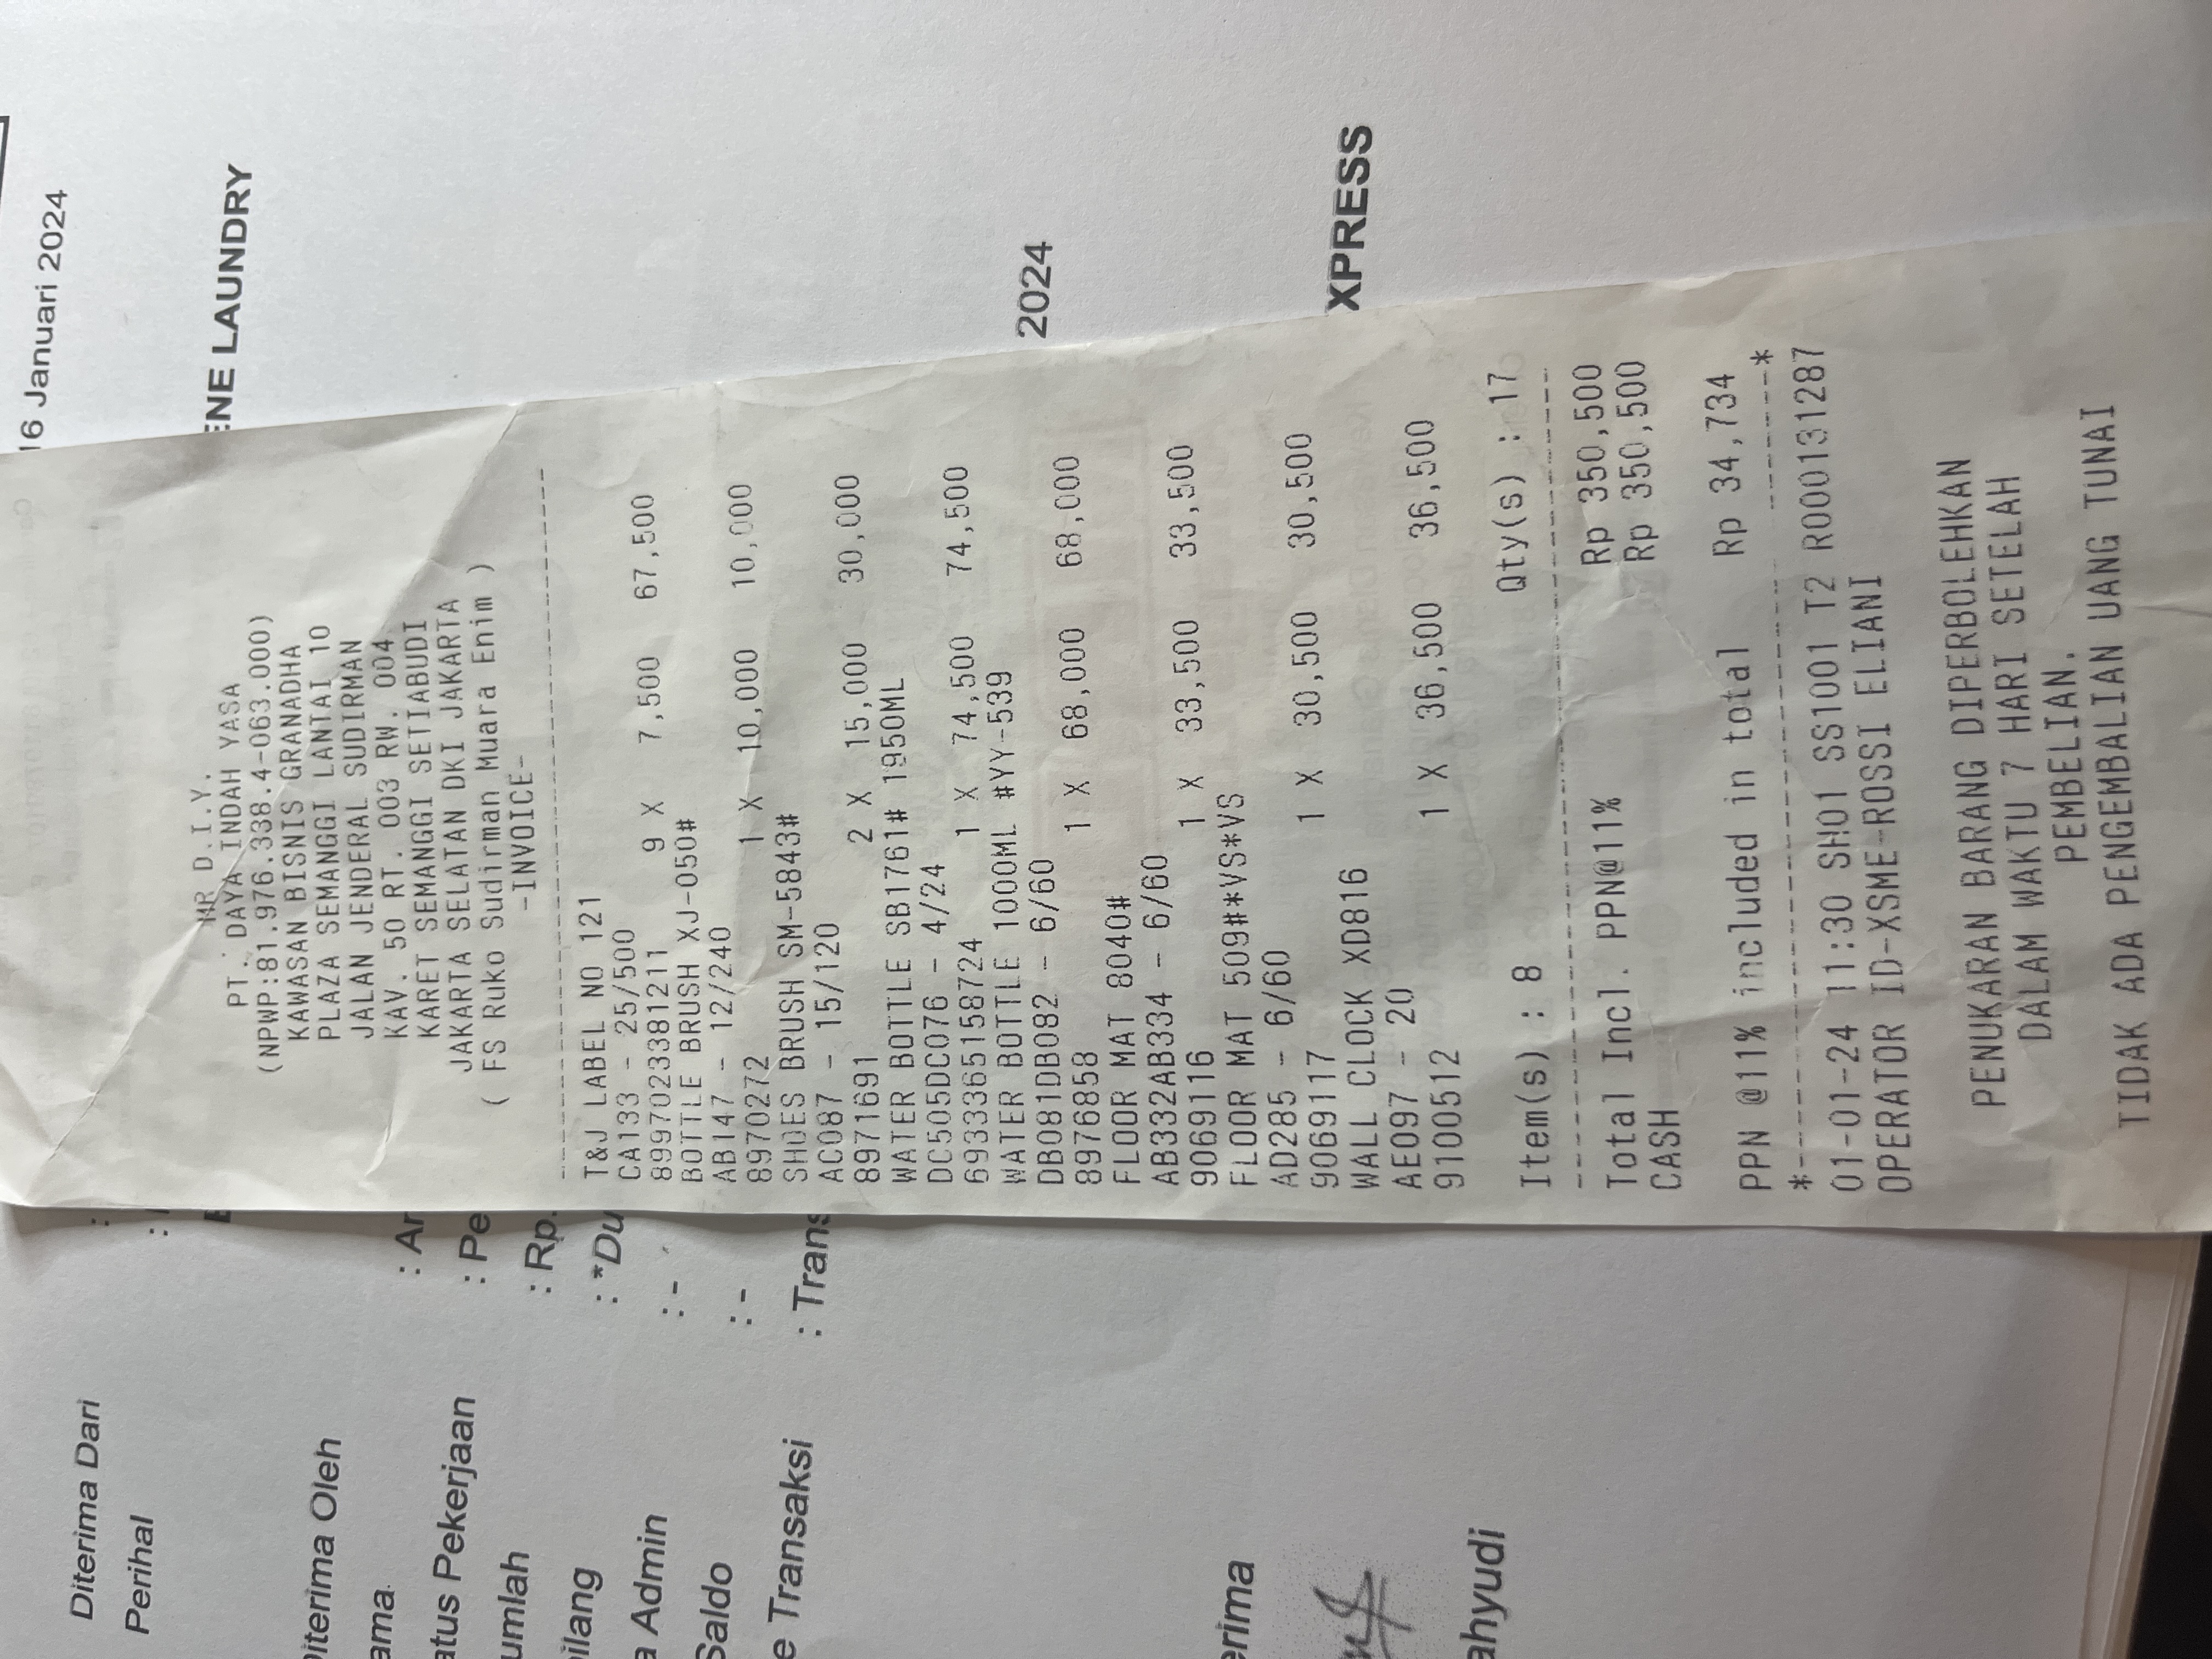 MR D.I.Y.
PT. DAYA INDAH YASA
(NPWP:81.976.338.4-063.000)
KAWASAN BISNIS GRANADHA
PLAZA SEMANGGI LANTAI 10
JALAN JENDERAL SUDIRMAN
KAV. 50 RT. 003 RW. 004
KARET SEMANGGI SETIABUDI
JAKARTA SELATAN DKI JAKARTA
( FS Ruko Sudirman Muara Enim )
-INVOICE-
T&J LABEL NO 121
CA133 - 25/500
8997023381211 9 X 7,500 67,500
BOTTLE BRUSH XJ-050#
AB147 - 12/240
8970272 1 X 10,000 10,000
SHOES BRUSH SM-5843#
AC087 - 15/120
8971691 2 X 15,000 30,000
WATER BOTTLE SB1761# 1950ML
DC505DC076 - 4/24
6933365158724 1 X 74,500 74,500
WATER BOTTLE 1000ML #YY-539
DB081DB082 - 6/60
8976858 1 X 68,000 68,000
FLOOR MAT 8040#
AB332AB334 - 6/60
9069116 1 X 33,500 33,500
FLOOR MAT 509#*VS*VS
AD285 - 6/60
9069117 1 X 30,500 30,500
WALL CLOCK XD816
AE097 - 20
9100512 1 X 36,500 36,500
Item(s) : 8 Qty(s) : 17
Total Incl. PPN@11% Rp 350,500
CASH Rp 350,500
PPN @11% included in total Rp 34,734
*------------------------------*
01-01-24 11:30 SH01 SS1001 T2 R000131287
OPERATOR ID-XSME-ROSSI ELIANI
PENUKARAN BARANG DIPERBOLEHKAN
DALAM WAKTU 7 HARI SETELAH
PEMBELIAN.
TIDAK ADA PENGEMBALIAN UANG TUNAI
16 Januari 2024
Diterima Dari :
Perihal :
ENE LAUNDRY
Diterima Oleh
ama : Ar
atus Pekerjaan : Pe
umlah : Rp.
bilang : *Du
a Admin : -
Saldo : -
e Transaksi : Trans
2024
erima
XPRESS
ahyudi